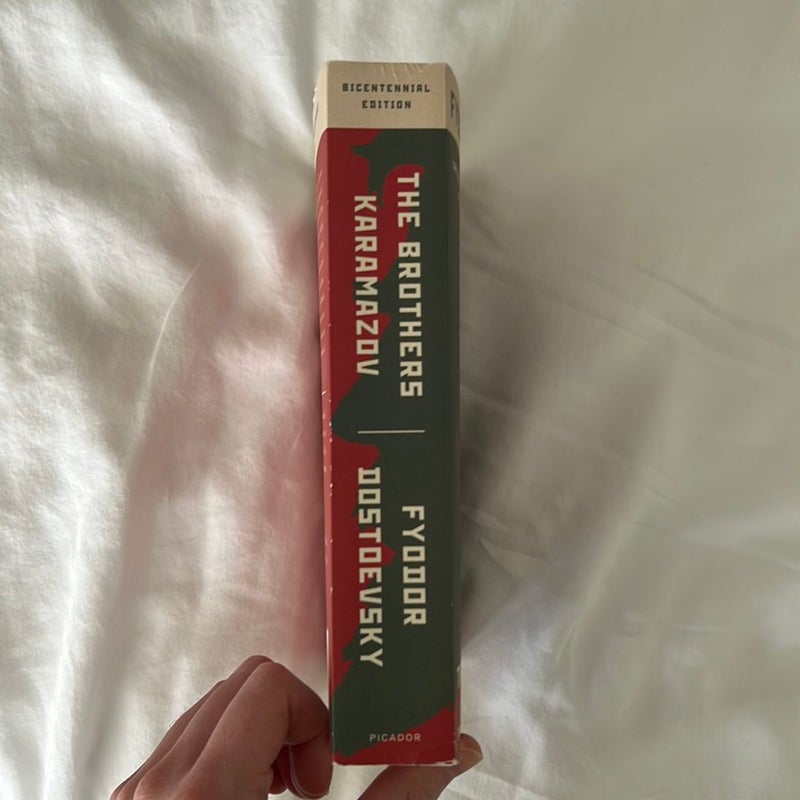 BICENTENNIAL
EDITION
THE BROTHERS
KARAMAZOV
FYODOR
DOSTOEVSKY
PICADOR